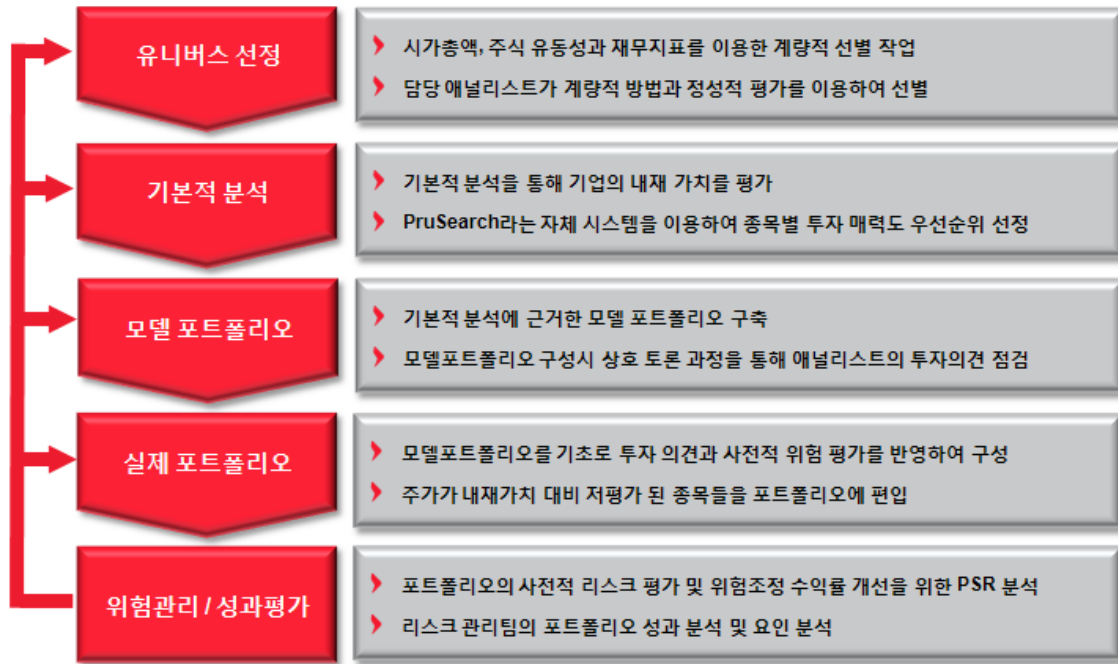 유니버스 선정
시가총액, 주식 유동성과 재무지표를 이용한 계량적 선별 작업
담당 애널리스트가 계량적 방법과 정성적 평가를 이용하여 선별
기본적 분석
기본적 분석을 통해 기업의 내재 가치를 평가
PruSearch라는 자체 시스템을 이용하여 종목별 투자 매력도 우선순위 선정
모델 포트폴리오
기본적 분석에 근거한 모델 포트폴리오 구축
모델포트폴리오 구성시 상호 토론 과정을 통해 애널리스트의 투자의견 점검
실제 포트폴리오
모델포트폴리오를 기초로 투자 의견과 사전적 위험 평가를 반영하여 구성
주가가 내재가치 대비 저평가 된 종목들을 포트폴리오에 편입
위험관리 / 성과평가
포트폴리오의 사전적 리스크 평가 및 위험조정 수익률 개선을 위한 PSR 분석
리스크 관리팀의 포트폴리오 성과 분석 및 요인 분석